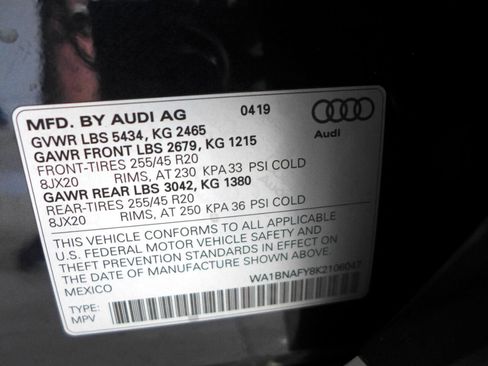 MFD. BY AUDI AG 0419
GVWR LBS 5434, KG 2465
GAWR FRONT LBS 2679, KG 1215
FRONT-TIRES 255/45 R20
8JX20 RIMS, AT 230 KPA 33 PSI COLD
GAWR REAR LBS 3042, KG 1380
REAR-TIRES 255/45 R20
8JX20 RIMS, AT 250 KPA 36 PSI COLD
Audi
THIS VEHICLE CONFORMS TO ALL APPLICABLE
U.S. FEDERAL MOTOR VEHICLE SAFETY AND
THEFT PREVENTION STANDARDS IN EFFECT ON
THE DATE OF MANUFACTURE SHOWN ABOVE.
MEXICO WA1BNAFY8K2106047
TYPE:
MPV